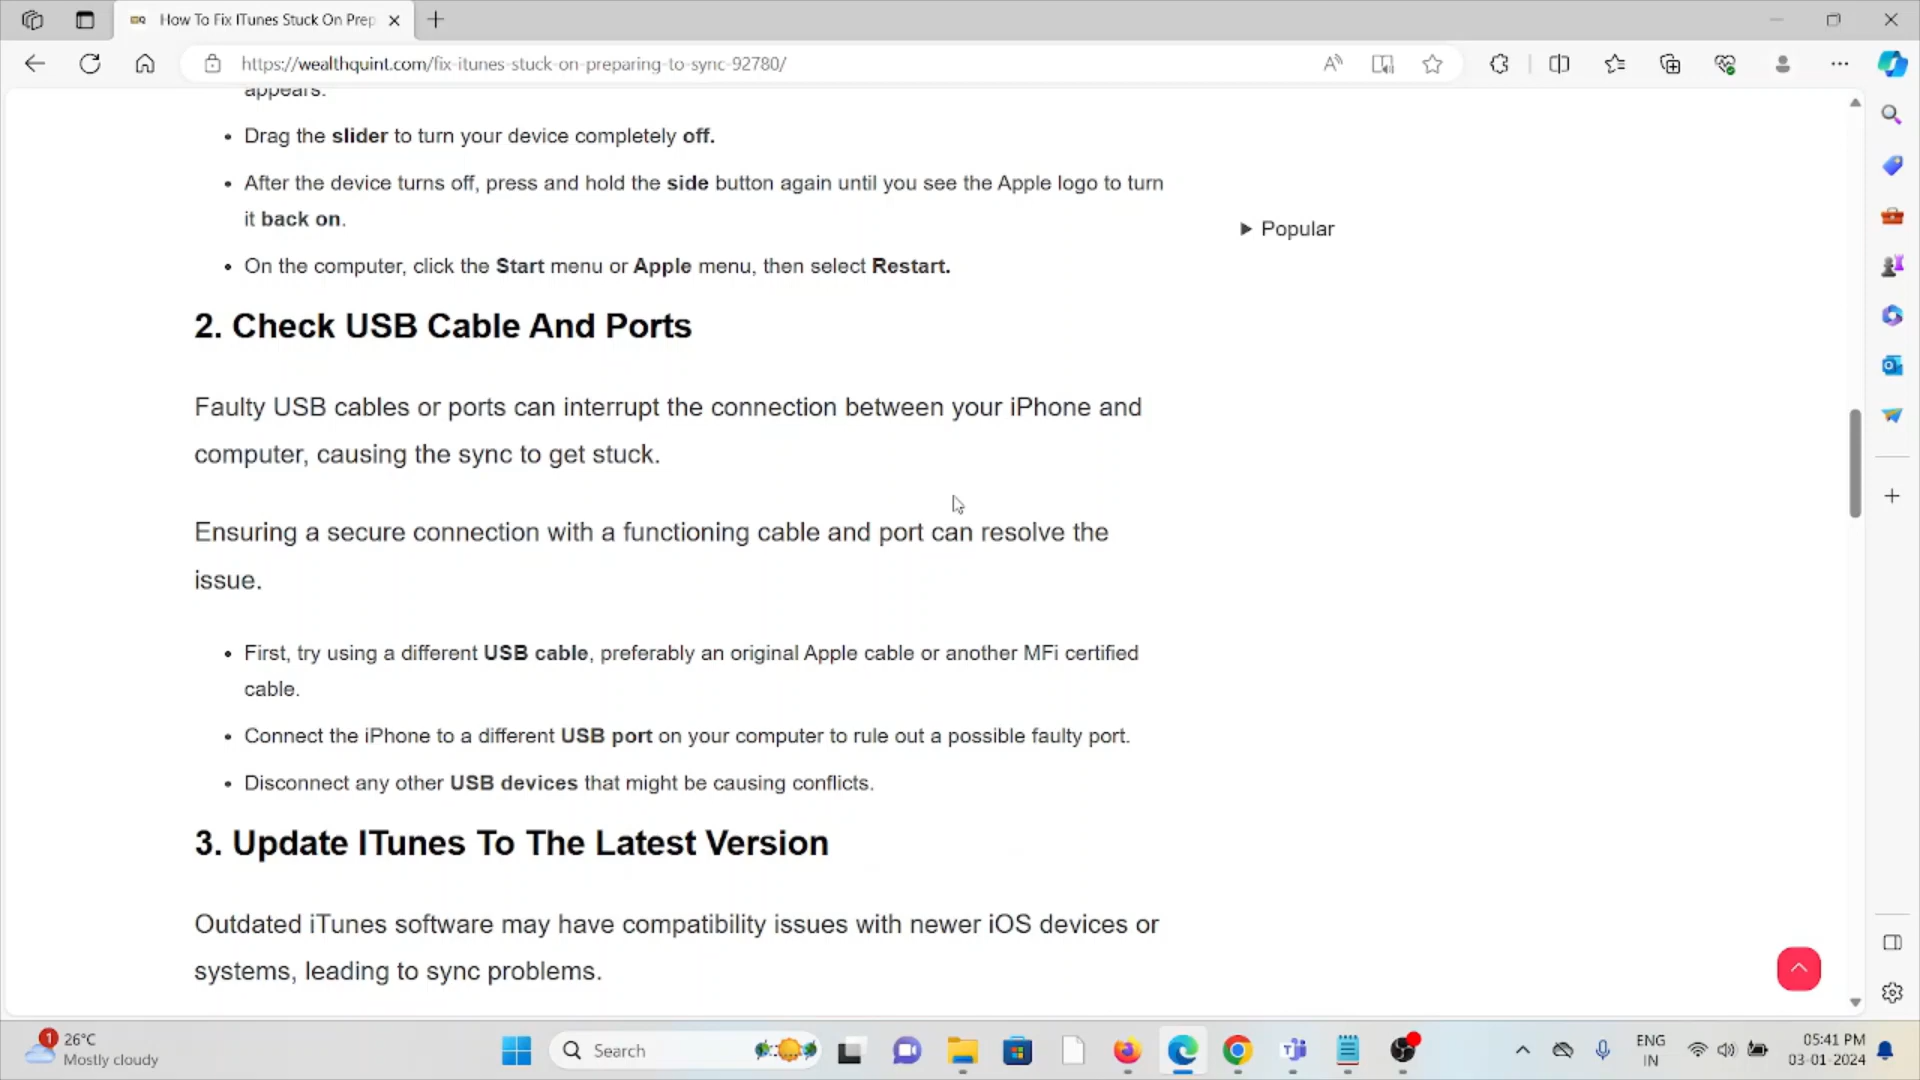 How To Fix ITunes Stuck On Prep
https://wealthquint.com/fix-itunes-stuck-on-preparing-to-sync-92780/
appears.
• Drag the slider to turn your device completely off.
• After the device turns off, press and hold the side button again until you see the Apple logo to turn
it back on.
• On the computer, click the Start menu or Apple menu, then select Restart.
Popular
2. Check USB Cable And Ports
Faulty USB cables or ports can interrupt the connection between your iPhone and
computer, causing the sync to get stuck.
Ensuring a secure connection with a functioning cable and port can resolve the
issue.
• First, try using a different USB cable, preferably an original Apple cable or another MFi certified
cable.
• Connect the iPhone to a different USB port on your computer to rule out a possible faulty port.
• Disconnect any other USB devices that might be causing conflicts.
3. Update ITunes To The Latest Version
Outdated iTunes software may have compatibility issues with newer iOS devices or
systems, leading to sync problems.
1
26°C
Mostly cloudy
Search
ENG
IN
05:41 PM
03-01-2024